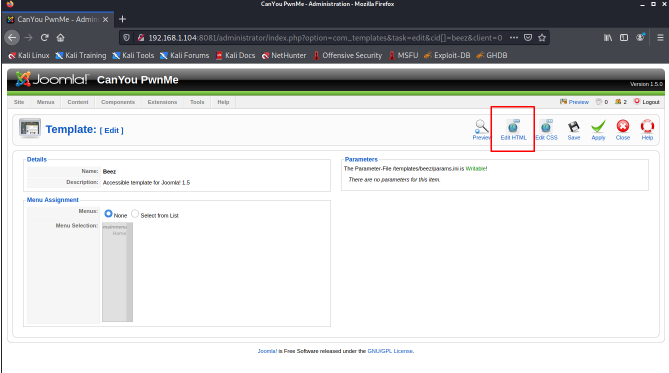 CanYou PwnMe - Administration - Mozilla Firefox
CanYou PwnMe - Admin
192.168.1.104:8081/administrator/index.php?option=com_templates&task=edit&cid[]=beez&client=0
Kali Linux Kali Training Kali Tools Kali Forums Kali Docs NetHunter Offensive Security MSFU Exploit-DB GHDB
Joomla! CanYou PwnMe
Version 1.5.0
Site Menus Content Components Extensions Tools Help Preview 0 2 Logout
Template: [ Edit ]
Preview Edit HTML Edit CSS Save Apply Close Help
Details
Name: Beez
Description: Accessible template for Joomla! 1.5
Menu Assignment
Menus: None Select from List
Menu Selection: mainmenu
Home
Parameters
The Parameter-File /templates/beez/params.ini is Writable!
There are no parameters for this item.
Joomla! is Free Software released under the GNU/GPL License.